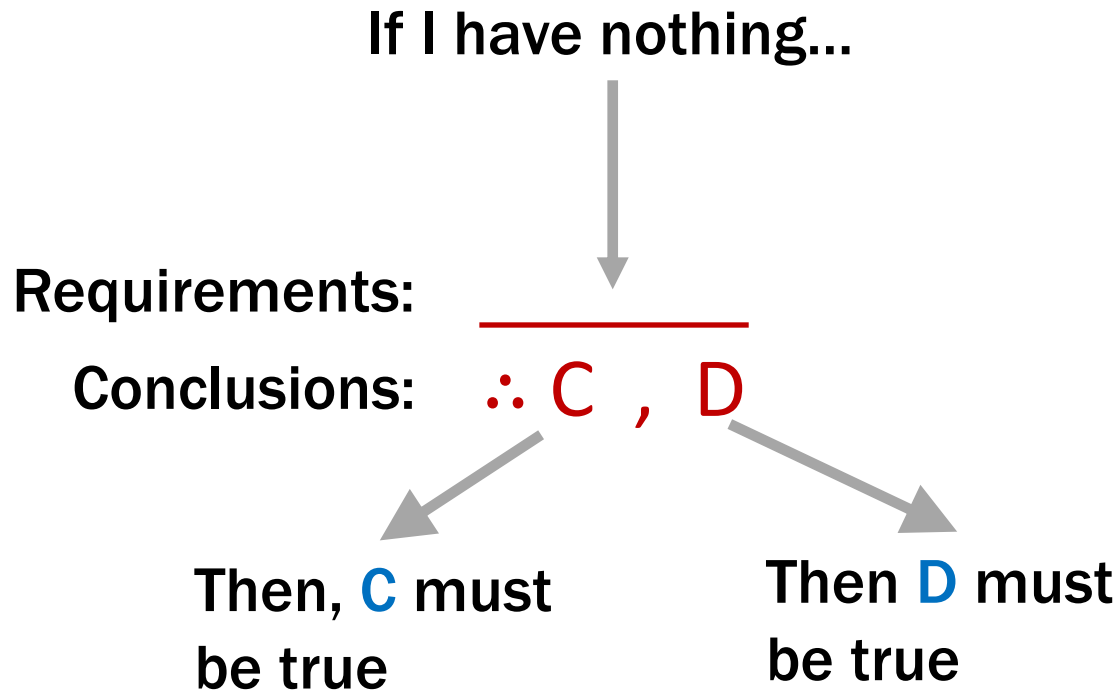 If I have nothing...
Requirements:
Conclusions: ∴ C , D
Then, C must
be true
Then D must
be true